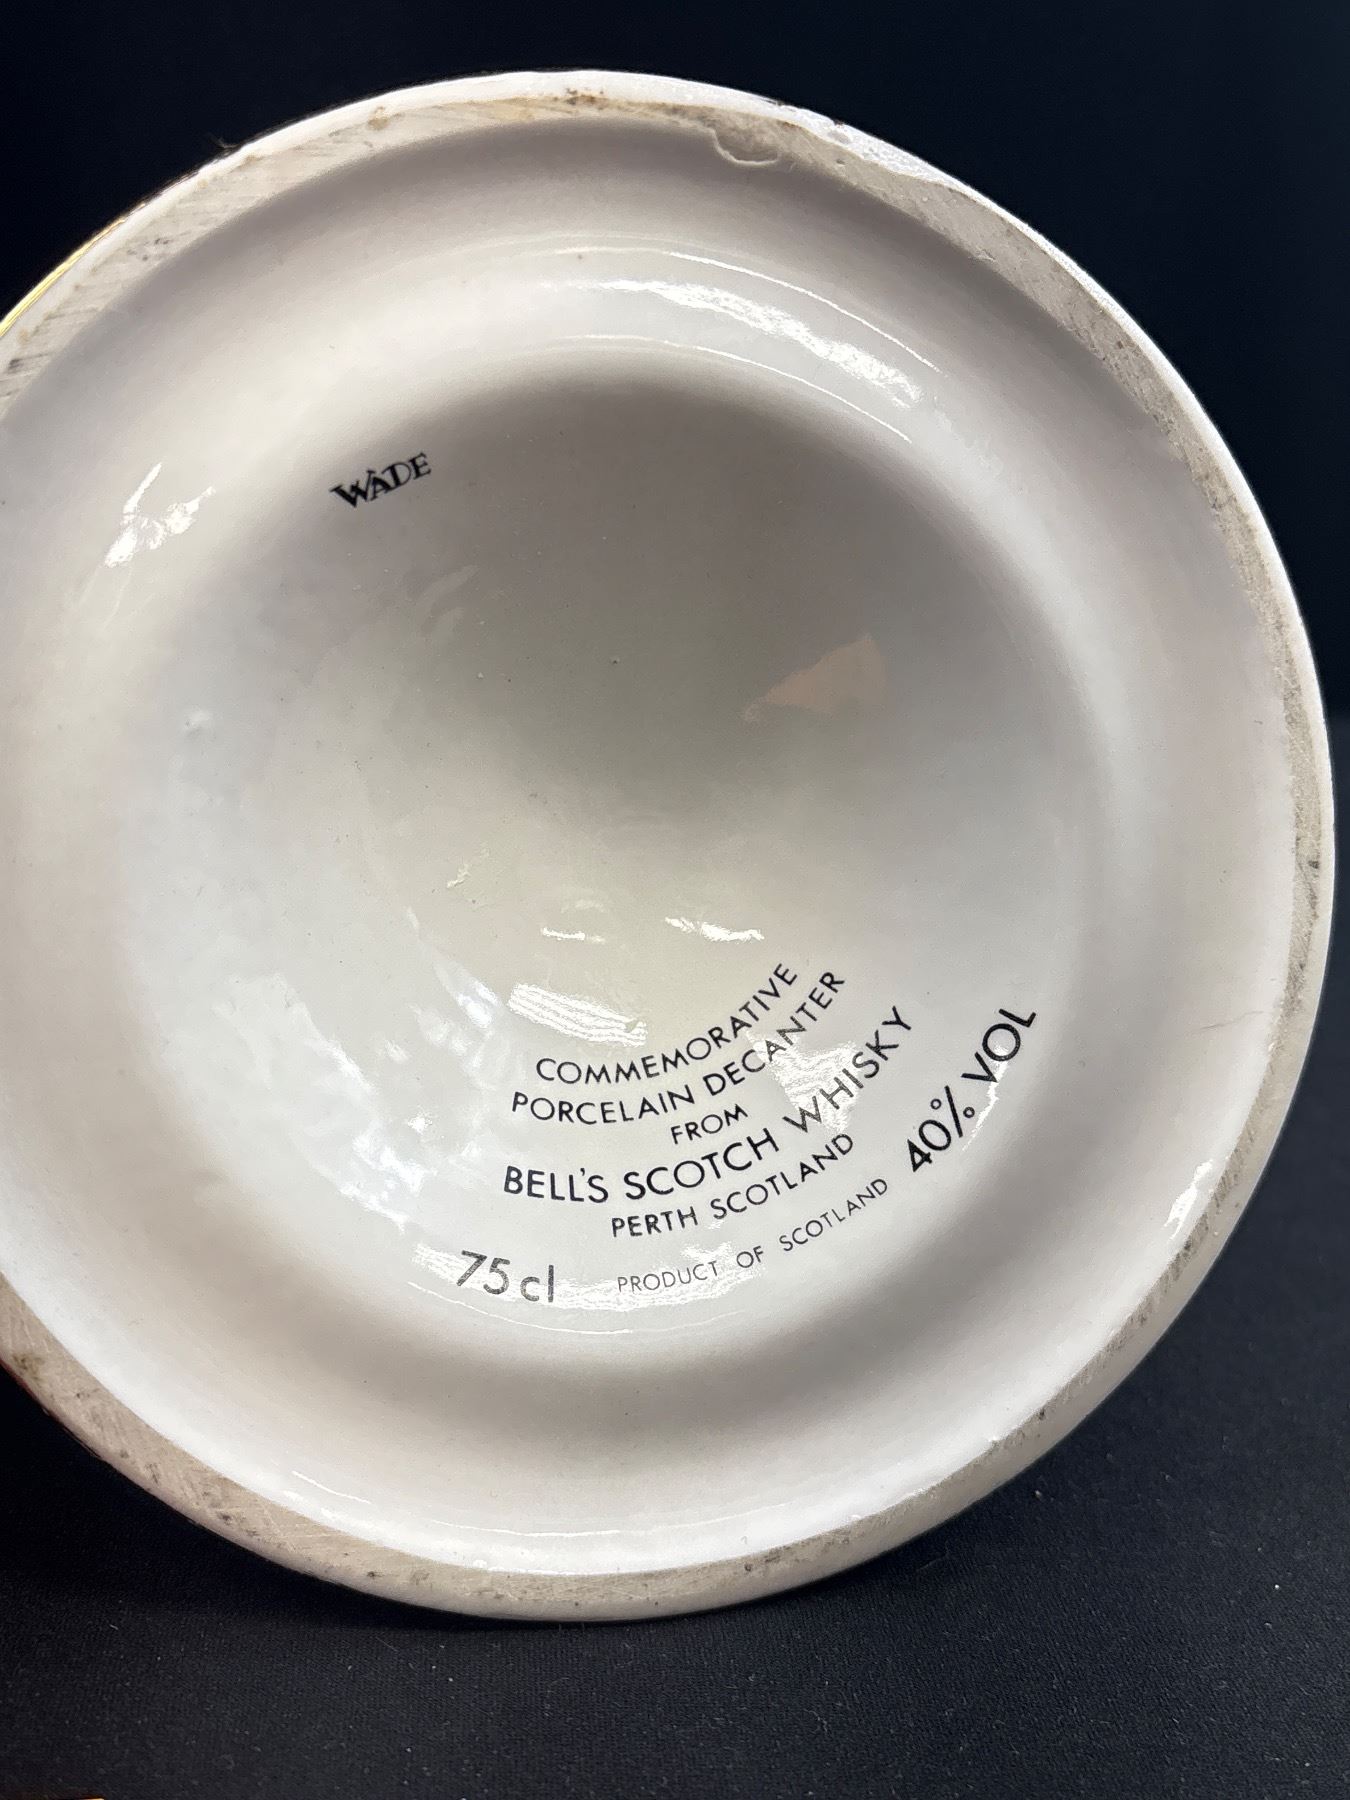 WADE
COMMEMORATIVE
PORCELAIN DECANTER
FROM
BELL'S SCOTCH WHISKY
PERTH SCOTLAND
75cl PRODUCT OF SCOTLAND 40% VOL